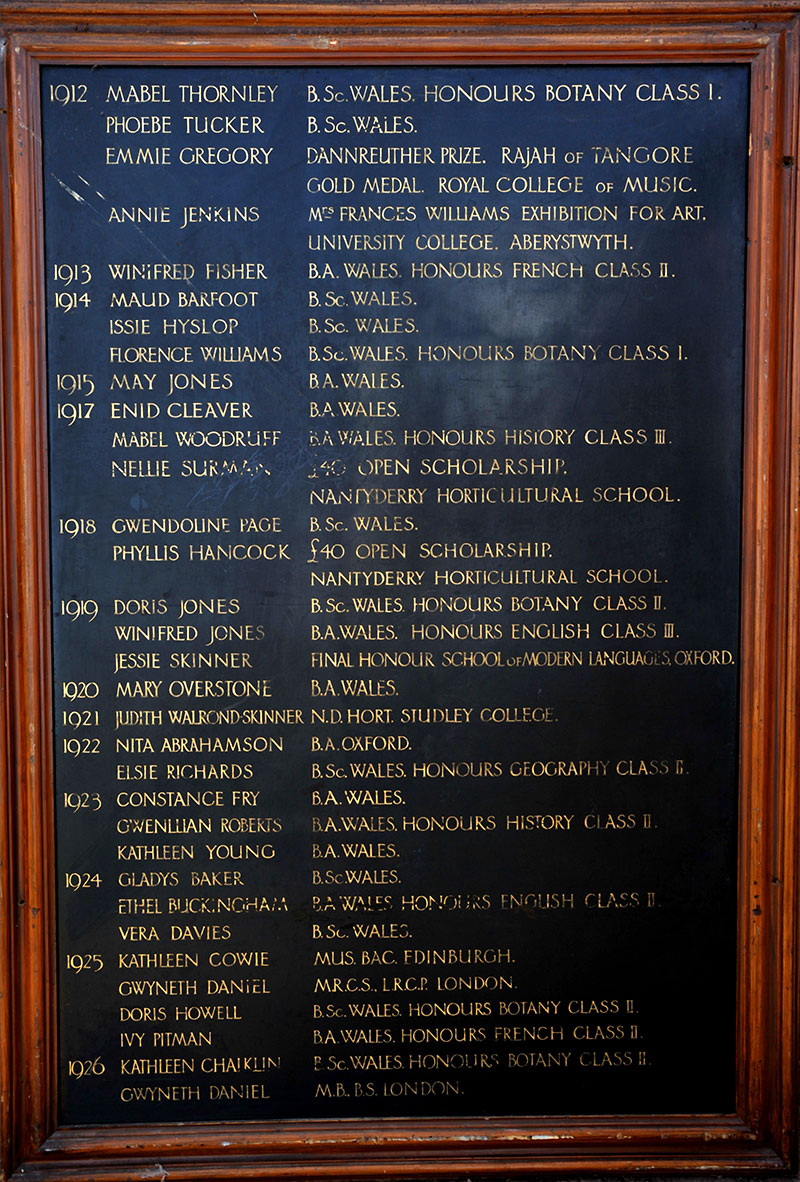 1912 MABEL THORNLEY B.Sc. WALES. HONOURS BOTANY CLASS I.
PHOEBE TUCKER B.Sc. WALES.
EMMIE GREGORY DANNREUTHER PRIZE. RAJAH OF TANGORE
GOLD MEDAL. ROYAL COLLEGE OF MUSIC.
ANNIE JENKINS Mrs FRANCES WILLIAMS EXHIBITION FOR ART.
UNIVERSITY COLLEGE. ABERYSTWYTH.
1913 WINIFRED FISHER B.A. WALES. HONOURS FRENCH CLASS II.
1914 MAUD BARFOOT B.Sc. WALES.
ISSIE HYSLOP B.Sc. WALES.
FLORENCE WILLIAMS B.Sc. WALES. HONOURS BOTANY CLASS I.
1915 MAY JONES B.A. WALES.
1917 ENID CLEAVER B.A. WALES.
MABEL WOODRUFF B.A. WALES. HONOURS HISTORY CLASS III.
NELLIE SURMAN £40 OPEN SCHOLARSHIP.
NANTYDERRY HORTICULTURAL SCHOOL.
1918 GWENDOLINE PAGE B.Sc. WALES.
PHYLLIS HANCOCK £40 OPEN SCHOLARSHIP.
NANTYDERRY HORTICULTURAL SCHOOL.
1919 DORIS JONES B.Sc. WALES. HONOURS BOTANY CLASS II.
WINIFRED JONES B.A. WALES. HONOURS ENGLISH CLASS III.
JESSIE SKINNER FINAL HONOUR SCHOOL OF MODERN LANGUAGES, OXFORD.
1920 MARY OVERSTONE B.A. WALES.
1921 JUDITH WALROND-SKINNER N.D. HORT. STUDLEY COLLEGE.
1922 NITA ABRAHAMSON B.A. OXFORD.
ELSIE RICHARDS B.Sc. WALES. HONOURS GEOGRAPHY CLASS II.
1923 CONSTANCE FRY B.A. WALES.
GWENLLIAN ROBERTS B.A. WALES. HONOURS HISTORY CLASS II.
KATHLEEN YOUNG B.A. WALES.
1924 GLADYS BAKER B.Sc. WALES.
ETHEL BUCKINGHAM B.A. WALES HONOURS ENGLISH CLASS II.
VERA DAVIES B.Sc. WALES.
1925 KATHLEEN COWIE MUS. BAC. EDINBURGH.
GWYNETH DANIEL M.R.C.S., L.R.C.P. LONDON.
DORIS HOWELL B.Sc. WALES. HONOURS BOTANY CLASS II.
IVY PITMAN B.A. WALES. HONOURS FRENCH CLASS II.
1926 KATHLEEN CHAIKLIN B.Sc. WALES. HONOURS BOTANY CLASS II.
GWYNETH DANIEL M.B., B.S. LONDON.